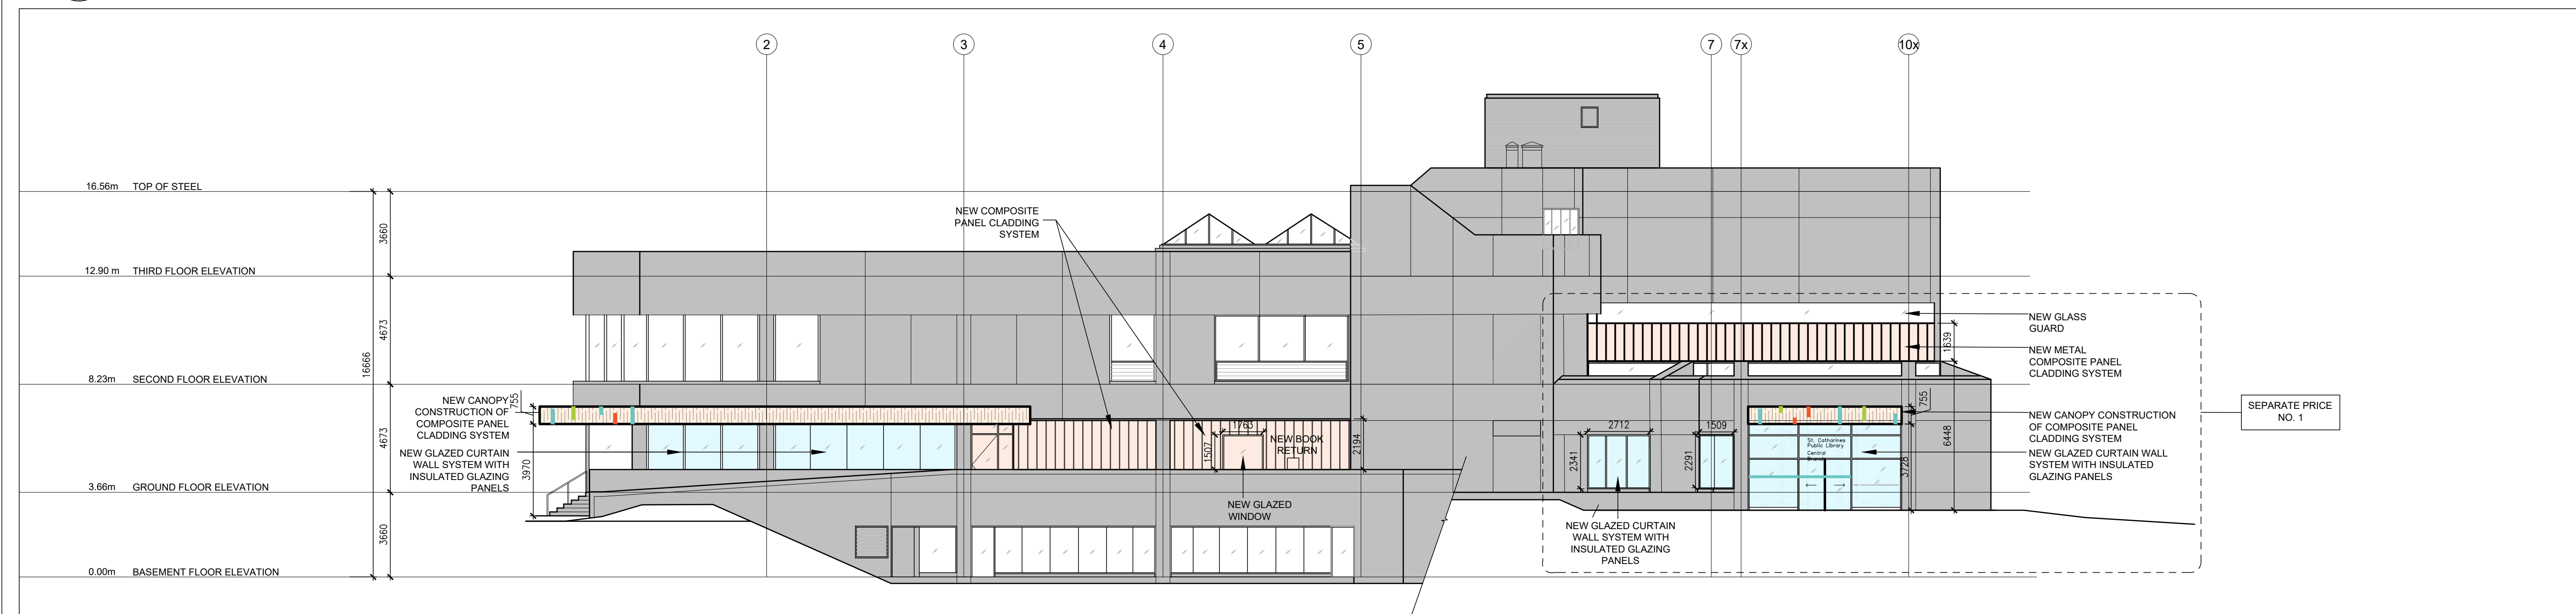 2
3
4
5
7
7x
10x
16.56m TOP OF STEEL
3660
NEW COMPOSITE
PANEL CLADDING
SYSTEM
12.90 m THIRD FLOOR ELEVATION
4673
16666
8.23m SECOND FLOOR ELEVATION
NEW CANOPY
CONSTRUCTION OF
COMPOSITE PANEL
CLADDING SYSTEM
755
NEW GLAZED CURTAIN
WALL SYSTEM WITH
INSULATED GLAZING
PANELS
4673
3970
3.66m GROUND FLOOR ELEVATION
3660
0.00m BASEMENT FLOOR ELEVATION
1763
1507
NEW BOOK
RETURN
2194
NEW GLAZED
WINDOW
2712
1509
2341
2291
St. Catharines
Public Library
Central
Branch
755
1639
6448
3728
NEW GLASS
GUARD
NEW METAL
COMPOSITE PANEL
CLADDING SYSTEM
NEW CANOPY CONSTRUCTION
OF COMPOSITE PANEL
CLADDING SYSTEM
NEW GLAZED CURTAIN WALL
SYSTEM WITH INSULATED
GLAZING PANELS
NEW GLAZED CURTAIN
WALL SYSTEM WITH
INSULATED GLAZING
PANELS
SEPARATE PRICE
NO. 1